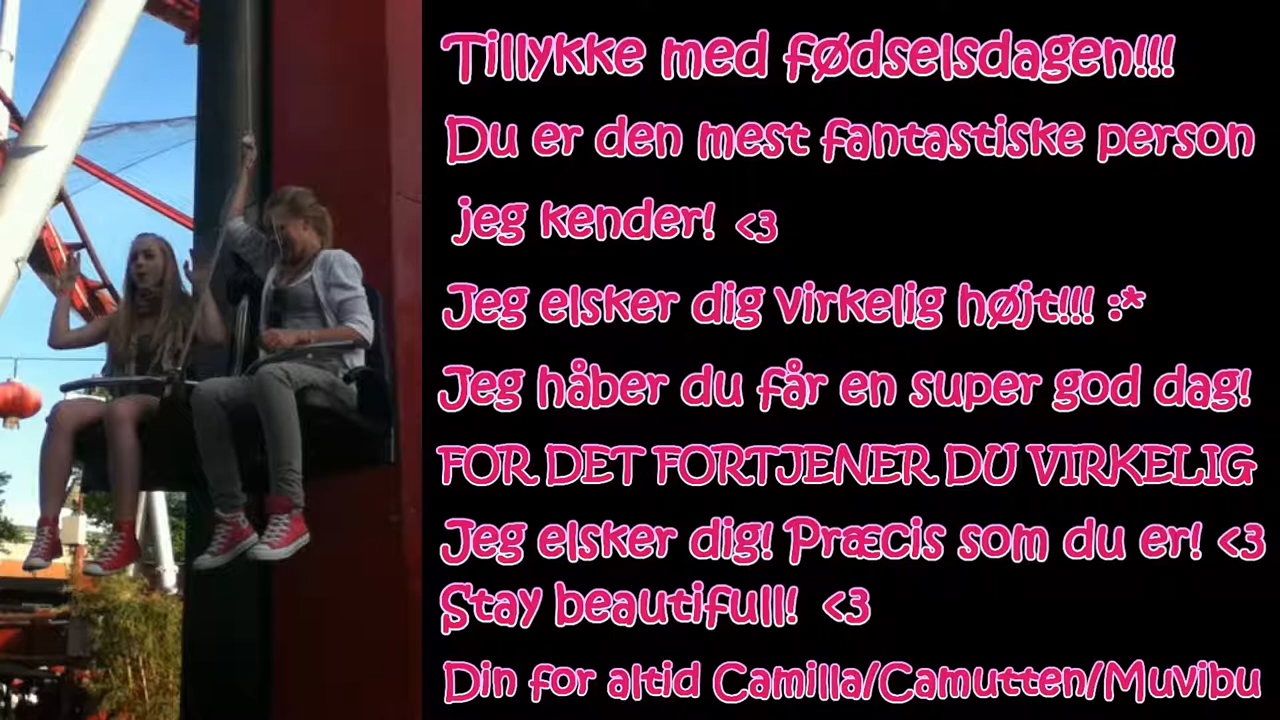 Tillykke med fødselsdagen!!!
Du er den mest fantastiske person
jeg kender! <3
Jeg elsker dig virkelig højt!!! :*
Jeg håber du får en super god dag!
FOR DET FORTJENER DU VIRKELIG
Jeg elsker dig! Præcis som du er! <3
Stay beautifull! <3
Din for altid Camilla/Camutten/Muvibu